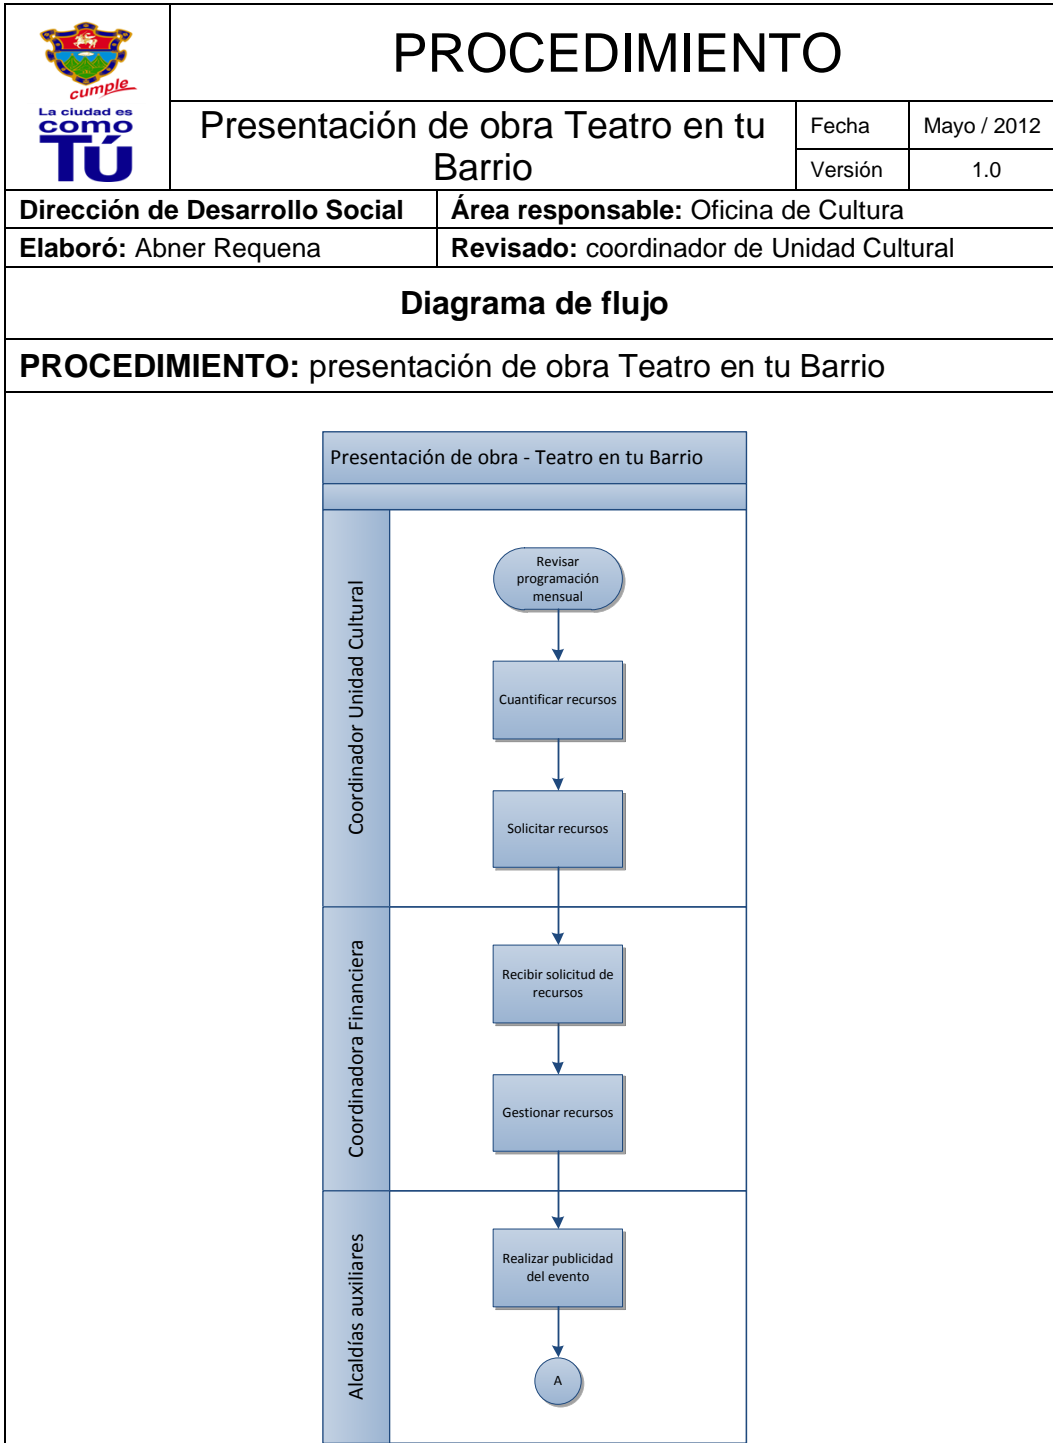 cumple
La ciudad es
como
TÚ
PROCEDIMIENTO
Presentación de obra Teatro en tu
Barrio
Fecha
Mayo / 2012
Versión
1.0
Dirección de Desarrollo Social
Área responsable: Oficina de Cultura
Elaboró: Abner Requena
Revisado: coordinador de Unidad Cultural
Diagrama de flujo
PROCEDIMIENTO: presentación de obra Teatro en tu Barrio
Presentación de obra - Teatro en tu Barrio
Coordinador Unidad Cultural
Revisar
programación
mensual
Cuantificar recursos
Solicitar recursos
Coordinadora Financiera
Recibir solicitud de
recursos
Gestionar recursos
Alcaldías auxiliares
Realizar publicidad
del evento
A